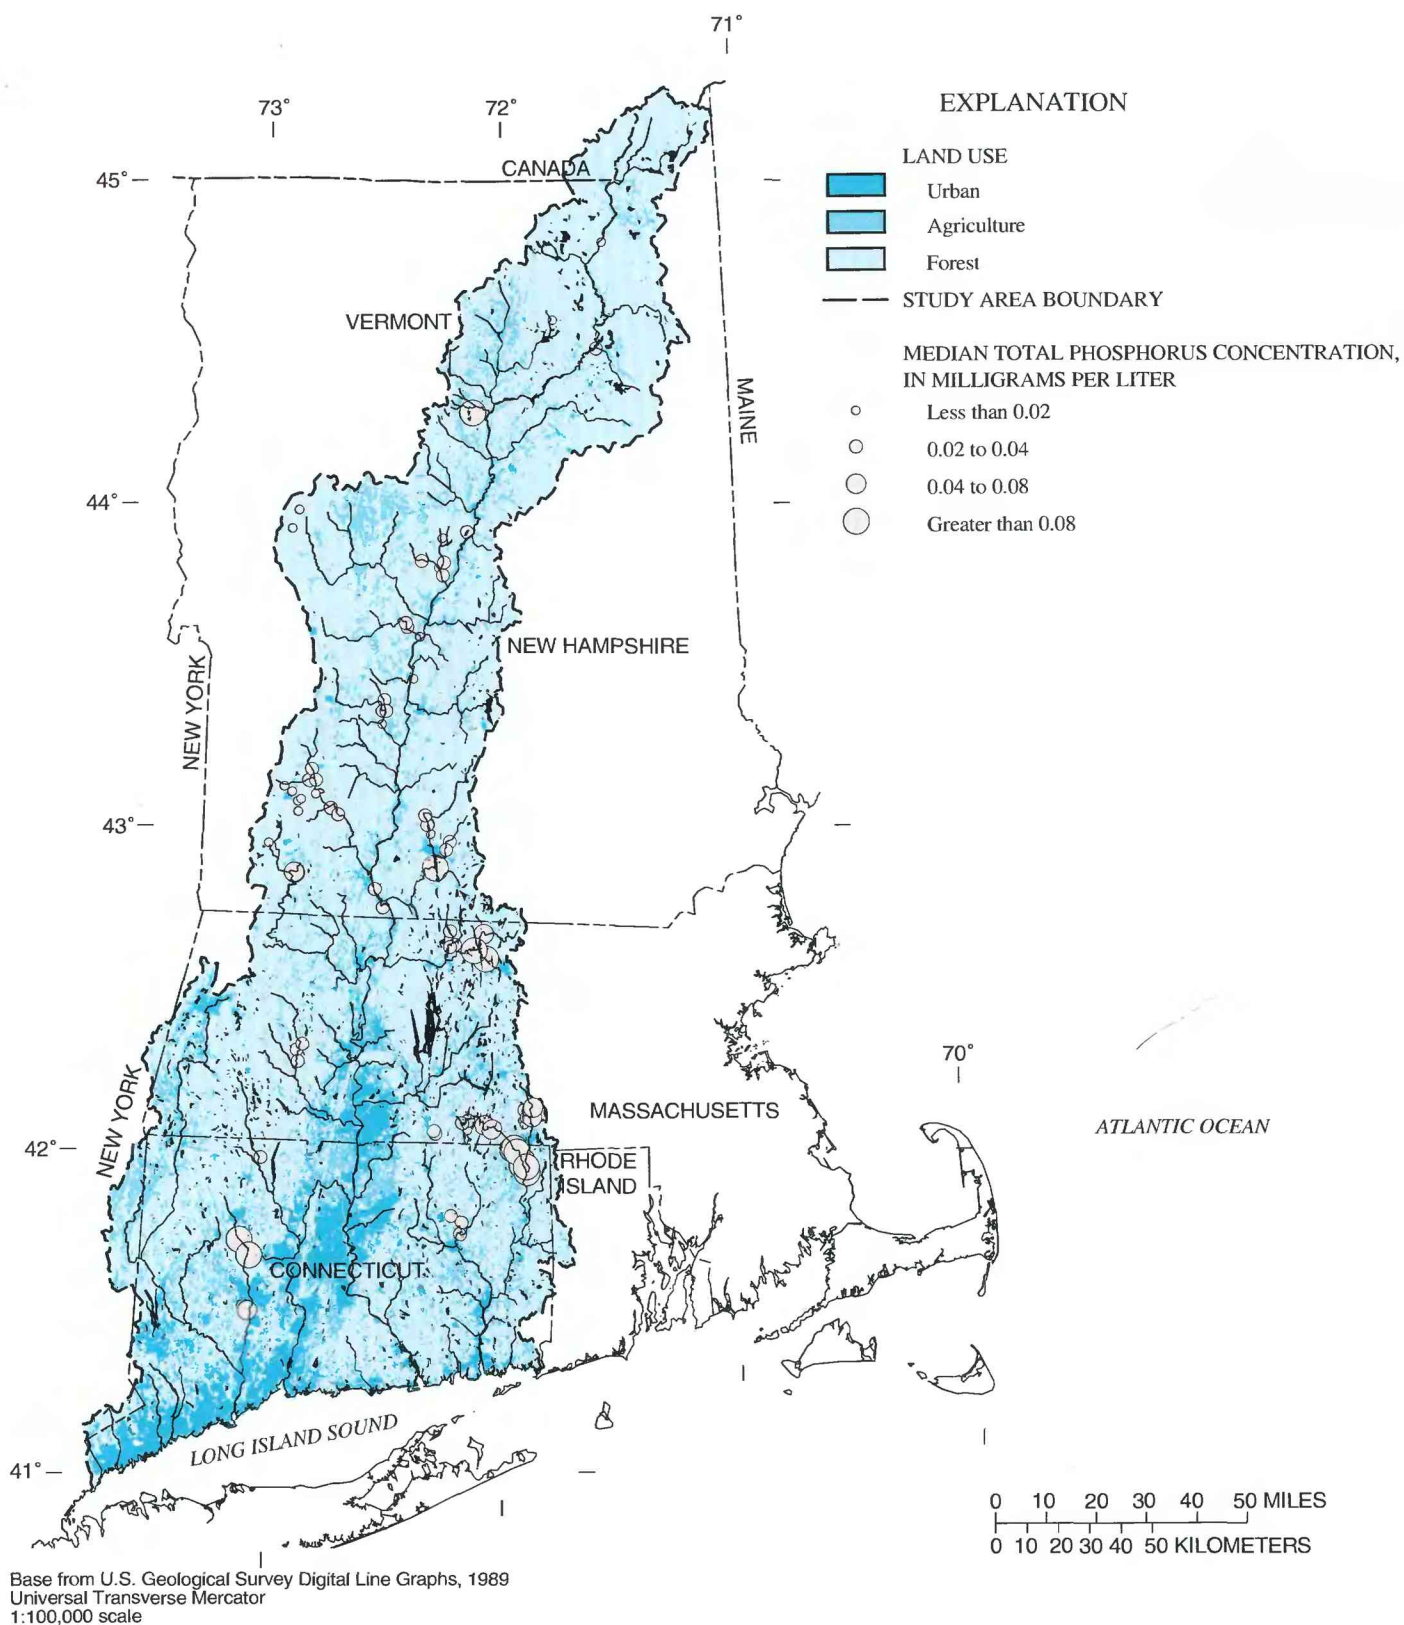 71°
73°
72°
EXPLANATION
LAND USE
Urban
Agriculture
Forest
STUDY AREA BOUNDARY
MEDIAN TOTAL PHOSPHORUS CONCENTRATION,
IN MILLIGRAMS PER LITER
Less than 0.02
0.02 to 0.04
0.04 to 0.08
Greater than 0.08
CANADA
45°
VERMONT
MAINE
44°
NEW HAMPSHIRE
NEW YORK
43°
70°
NEW YORK
MASSACHUSETTS
ATLANTIC OCEAN
42°
RHODE
ISLAND
CONNECTICUT
LONG ISLAND SOUND
41°
0 10 20 30 40 50 MILES
0 10 20 30 40 50 KILOMETERS
Base from U.S. Geological Survey Digital Line Graphs, 1989
Universal Transverse Mercator
1:100,000 scale